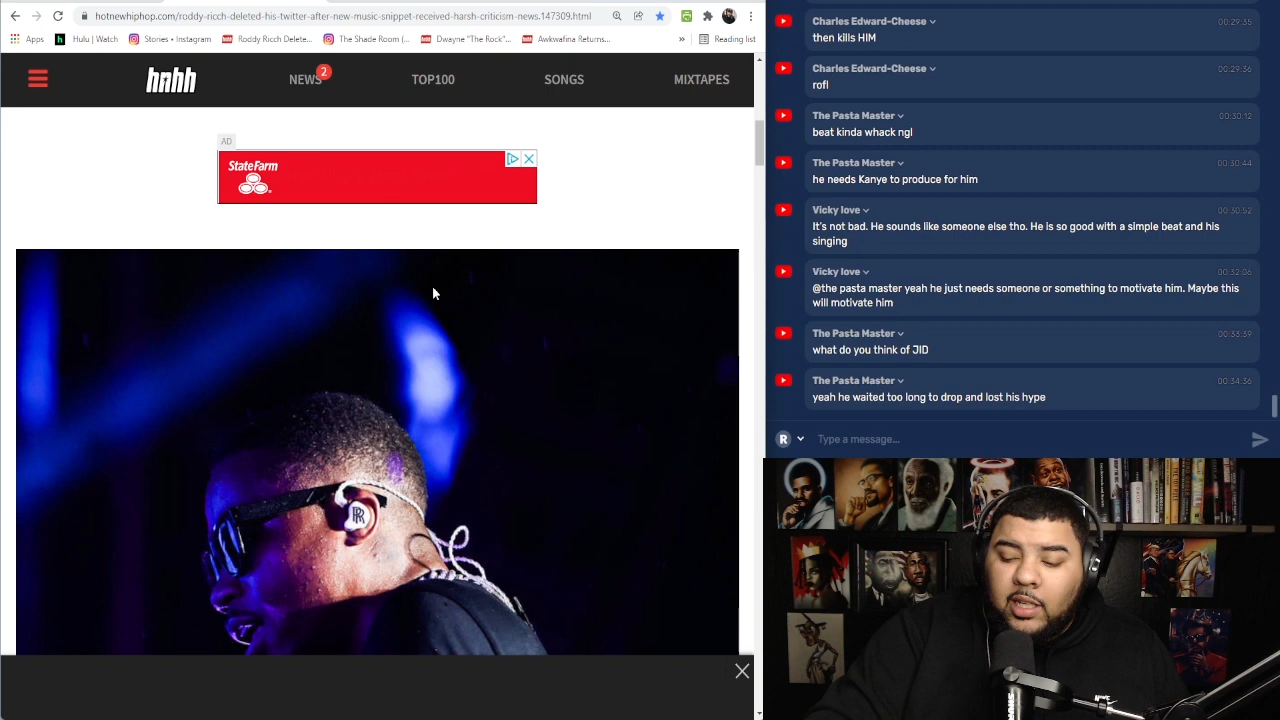 hotnewhiphop.com/roddy-ricch-deleted-his-twitter-after-new-music-snippet-received-harsh-criticism-news.147309.html
Apps
h
Hulu | Watch
Stories • Instagram
hnhh
Roddy Ricch Delete...
The Shade Room (...
hnhh
Dwayne "The Rock"...
hnhh
Awkwafina Returns...
»
Reading list
hnhh
NEWS
2
TOP100
SONGS
MIXTAPES
AD
StateFarm
RR
Charles Edward-Cheese
00:29:35
then kills HIM
Charles Edward-Cheese
00:29:36
rofl
The Pasta Master
00:30:12
beat kinda whack ngl
The Pasta Master
00:30:44
he needs Kanye to produce for him
Vicky love
00:30:52
It's not bad. He sounds like someone else tho. He is so good with a simple beat and his
singing
Vicky love
00:32:06
@the pasta master yeah he just needs someone or something to motivate him. Maybe this
will motivate him
The Pasta Master
00:33:39
what do you think of JID
The Pasta Master
00:34:36
yeah he waited too long to drop and lost his hype
R
Type a message...